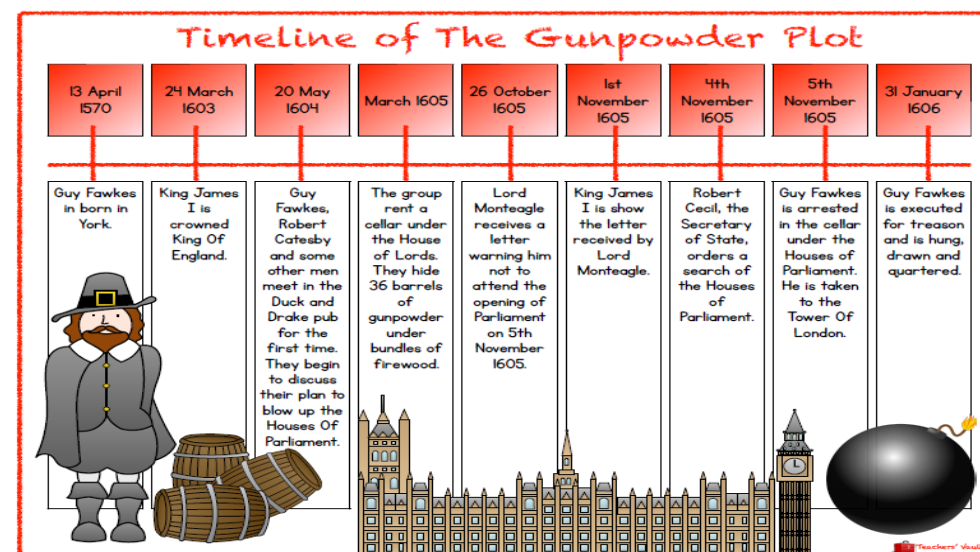 Timeline of The Gunpowder Plot
13 April
1570
24 March
1603
20 May
1604
March 1605
26 October
1605
1st
November
1605
4th
November
1605
5th
November
1605
31 January
1606
Guy Fawkes
in born in
York.
King James
I is
crowned
King Of
England.
Guy
Fawkes,
Robert
Catesby
and some
other men
meet in the
Duck and
Drake pub
for the
first time.
They begin
to discuss
their plan to
blow up the
Houses Of
Parliament.
The group
rent a
cellar under
the House
of Lords.
They hide
36 barrels
of
gunpowder
under
bundles of
firewood.
Lord
Monteagle
receives a
letter
warning him
not to
attend the
opening of
Parliament
on 5th
November
1605.
King James
I is show
the letter
received by
Lord
Monteagle.
Robert
Cecil, the
Secretary
of State,
orders a
search of
the Houses
of
Parliament.
Guy Fawkes
is arrested
in the cellar
under the
Houses of
Parliament.
He is taken
to the
Tower Of
London.
Guy Fawkes
is executed
for treason
and is hung,
drawn and
quartered.
Teachers'